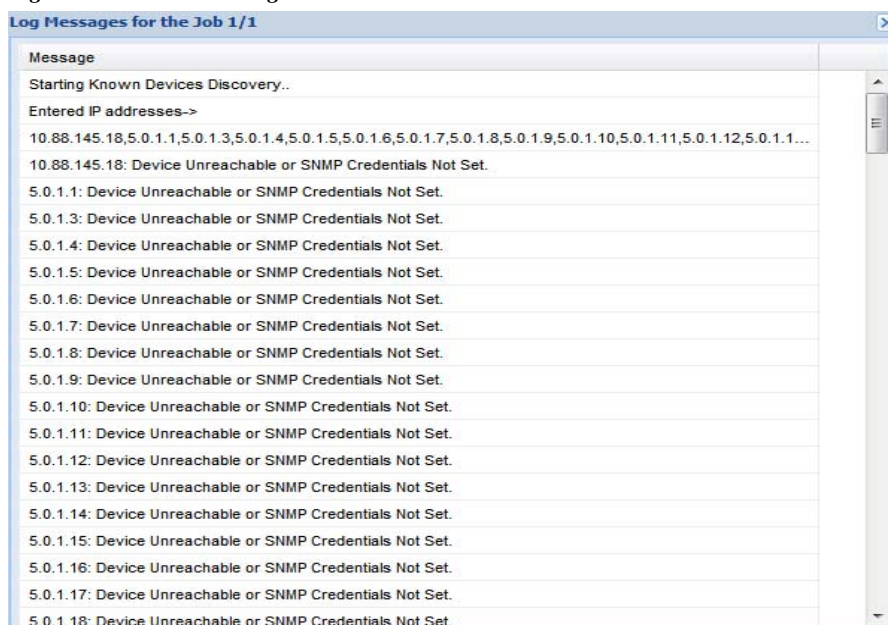 Log Messages for the Job 1/1
Message
Starting Known Devices Discovery..
Entered IP addresses->
10.88.145.18,5.0.1.1,5.0.1.3,5.0.1.4,5.0.1.5,5.0.1.6,5.0.1.7,5.0.1.8,5.0.1.9,5.0.1.10,5.0.1.11,5.0.1.12,5.0.1.1...
10.88.145.18: Device Unreachable or SNMP Credentials Not Set.
5.0.1.1: Device Unreachable or SNMP Credentials Not Set.
5.0.1.3: Device Unreachable or SNMP Credentials Not Set.
5.0.1.4: Device Unreachable or SNMP Credentials Not Set.
5.0.1.5: Device Unreachable or SNMP Credentials Not Set.
5.0.1.6: Device Unreachable or SNMP Credentials Not Set.
5.0.1.7: Device Unreachable or SNMP Credentials Not Set.
5.0.1.8: Device Unreachable or SNMP Credentials Not Set.
5.0.1.9: Device Unreachable or SNMP Credentials Not Set.
5.0.1.10: Device Unreachable or SNMP Credentials Not Set.
5.0.1.11: Device Unreachable or SNMP Credentials Not Set.
5.0.1.12: Device Unreachable or SNMP Credentials Not Set.
5.0.1.13: Device Unreachable or SNMP Credentials Not Set.
5.0.1.14: Device Unreachable or SNMP Credentials Not Set.
5.0.1.15: Device Unreachable or SNMP Credentials Not Set.
5.0.1.16: Device Unreachable or SNMP Credentials Not Set.
5.0.1.17: Device Unreachable or SNMP Credentials Not Set.
5.0.1.18: Device Unreachable or SNMP Credentials Not Set.